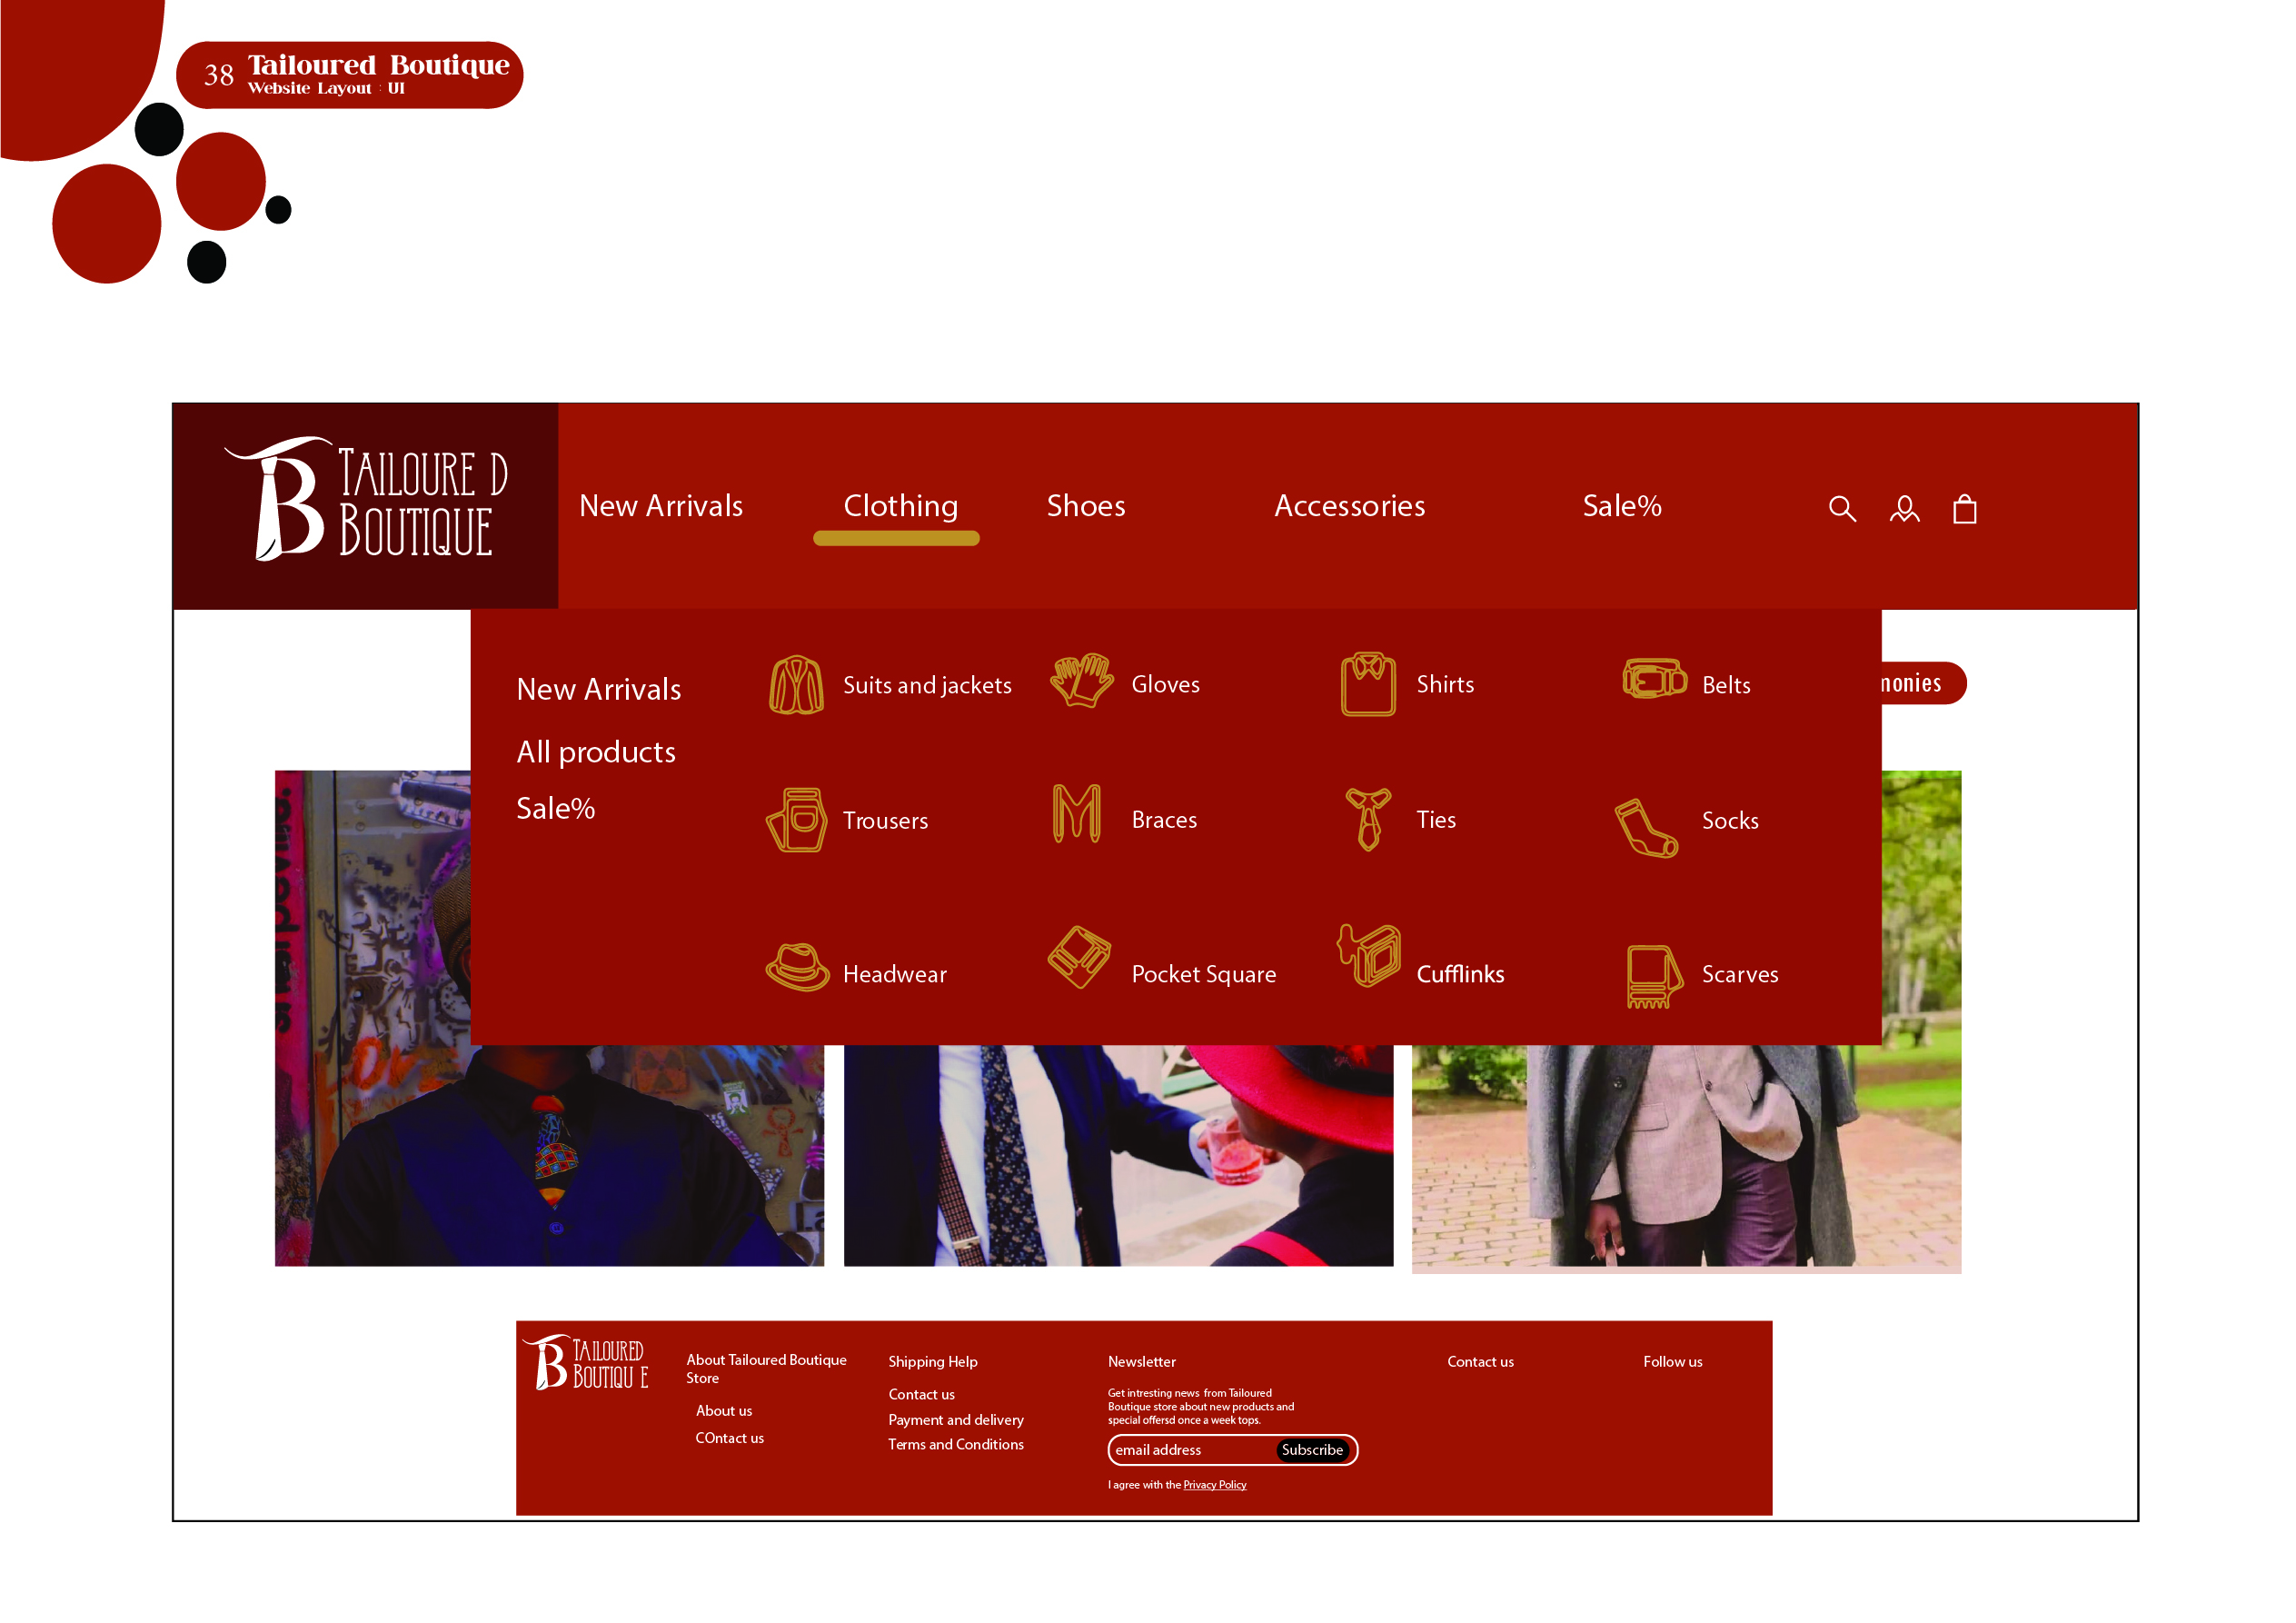 38 Tailoured Boutique
Website Layout : UI
TAILOURE D
BOUTIQUE
New Arrivals Clothing Shoes Accessories Sale%
New Arrivals
All products
Sale%
Suits and jackets Gloves Shirts Belts
Trousers Braces Ties Socks
Headwear Pocket Square Cufflinks Scarves
monies
TAILOURED
BOUTIQU E
About Tailoured Boutique
Store
About us
COntact us
Shipping Help
Contact us
Payment and delivery
Terms and Conditions
Newsletter
Get intresting news from Tailoured
Boutique store about new products and
special offersd once a week tops.
email address Subscribe
I agree with the Privacy Policy
Contact us
Follow us